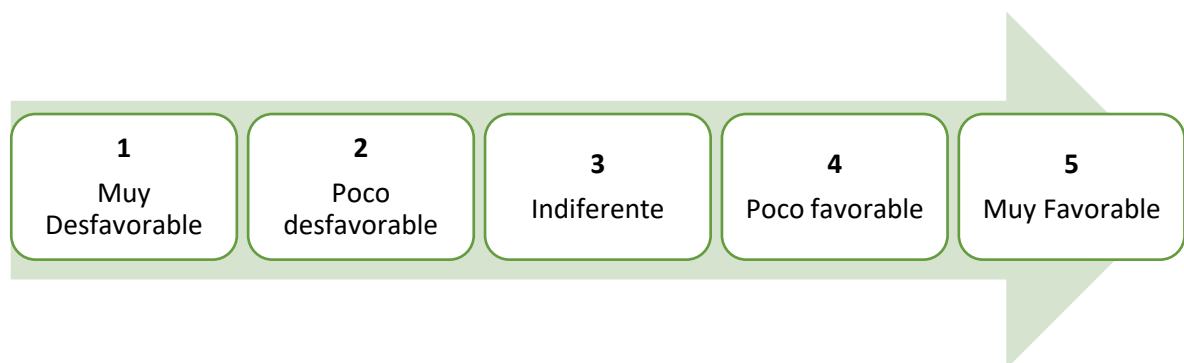 1
Muy
Desfavorable
2
Poco
desfavorable
3
Indiferente
4
Poco favorable
5
Muy Favorable